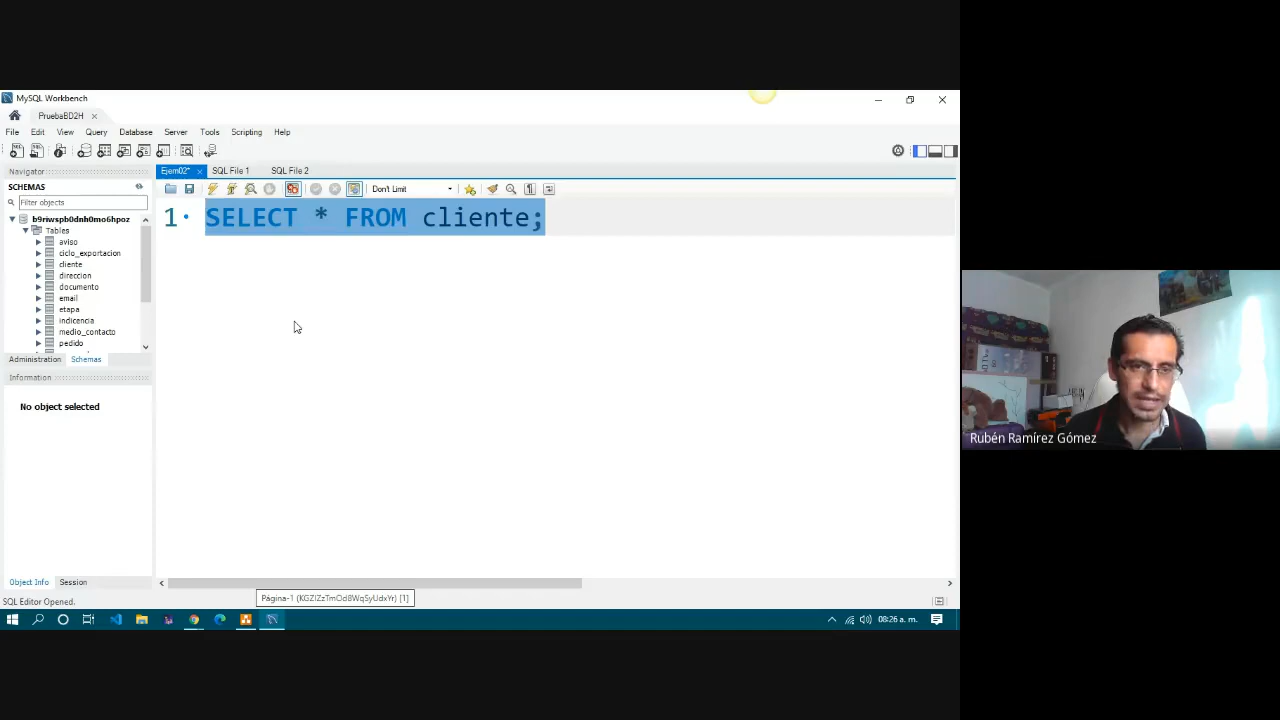 MySQL Workbench
PruebaBD2H
File Edit View Query Database Server Tools Scripting Help
Navigator
SCHEMAS
Filter objects
b9riwspb0dnh0mo6hpoz
Tables
aviso
ciclo_exportacion
cliente
direccion
documento
email
etapa
indicencia
medio_contacto
pedido
Administration Schemas
Information
No object selected
Object Info Session
SQL Editor Opened.
Ejem02* SQL File 1 SQL File 2
Don't Limit
1 SELECT * FROM cliente;
08:26 a. m.
Rubén Ramírez Gómez